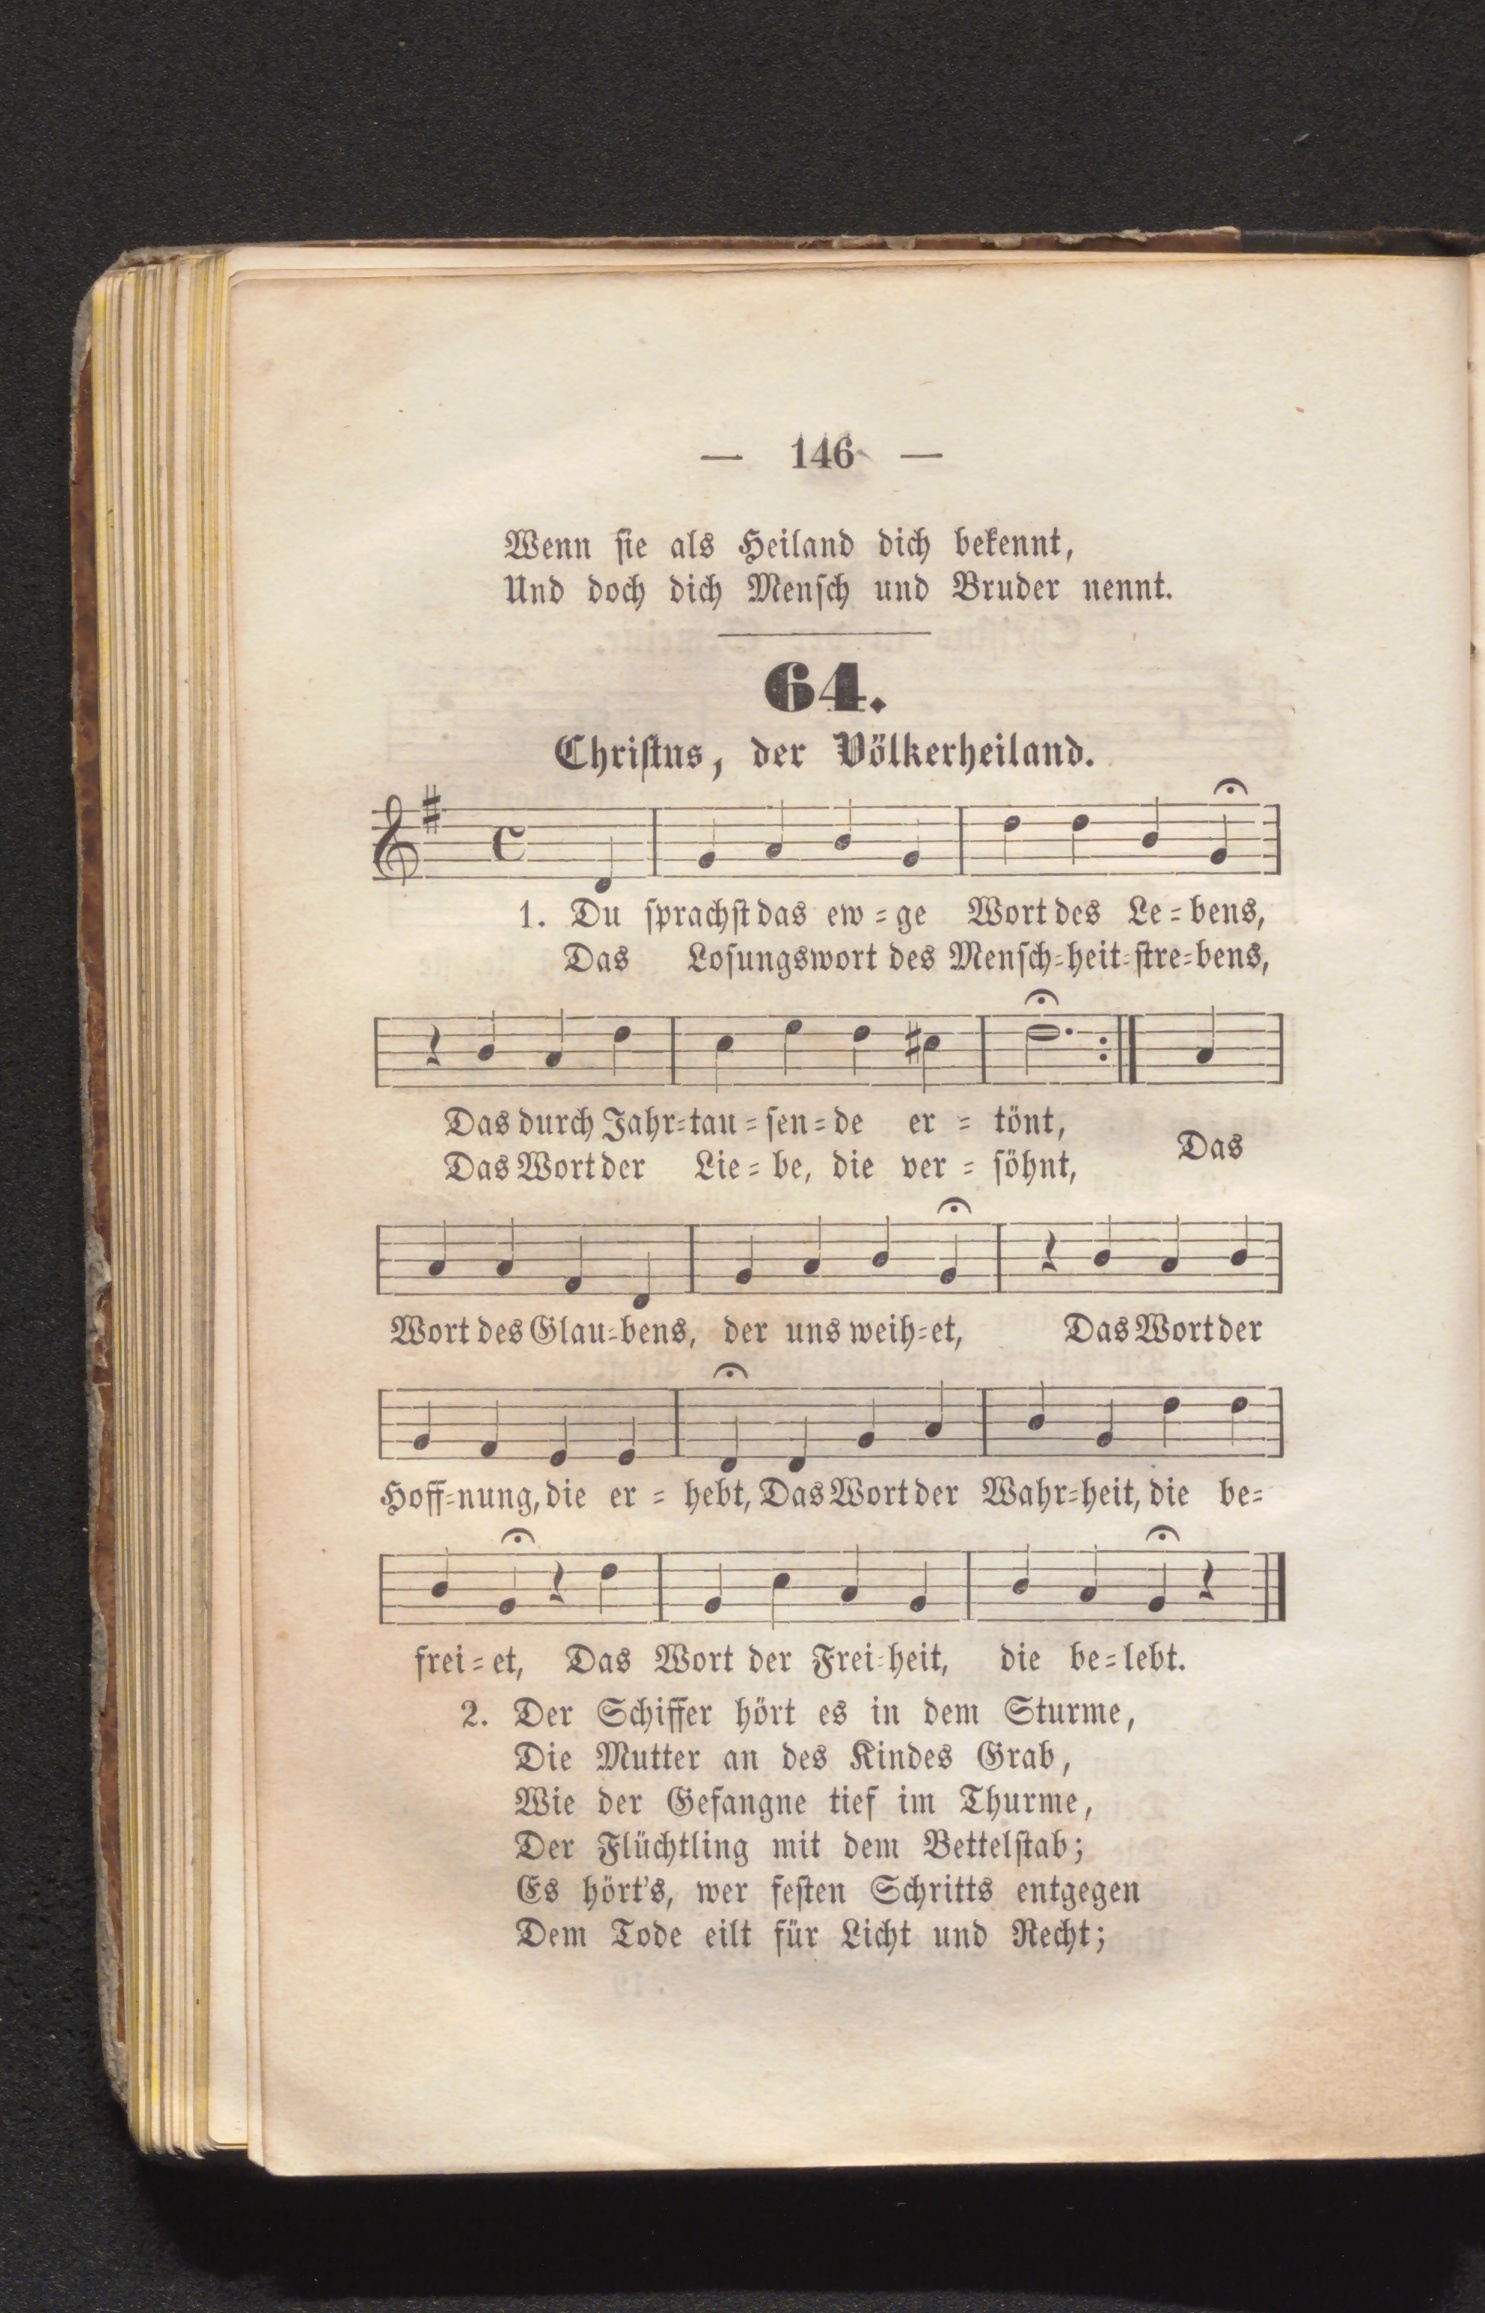 — 146 —
Wenn ſie als Heiland dich bekennt,
Und doch dich Menſch und Bruder nennt.
64.
Chriſtus, der Völkerheiland.
1. Du ſprachſt das ew=ge Wort des Le=bens,
Das Loſungswort des Menſch=heit=ſtre=bens,
Das durch Jahr=tau=ſen=de er=tönt,
Das Wort der Lie=be, die ver=ſöhnt,
Das
Wort des Glau=bens, der uns weih=et, Das Wort der
Hoff=nung, die er=hebt, Das Wort der Wahr=heit, die be=
frei=et, Das Wort der Frei=heit, die be=lebt.
2. Der Schiffer hört es in dem Sturme,
Die Mutter an des Kindes Grab,
Wie der Gefangne tief im Thurme,
Der Flüchtling mit dem Bettelſtab;
Es hört's, wer feſten Schritts entgegen
Dem Tode eilt für Licht und Recht;